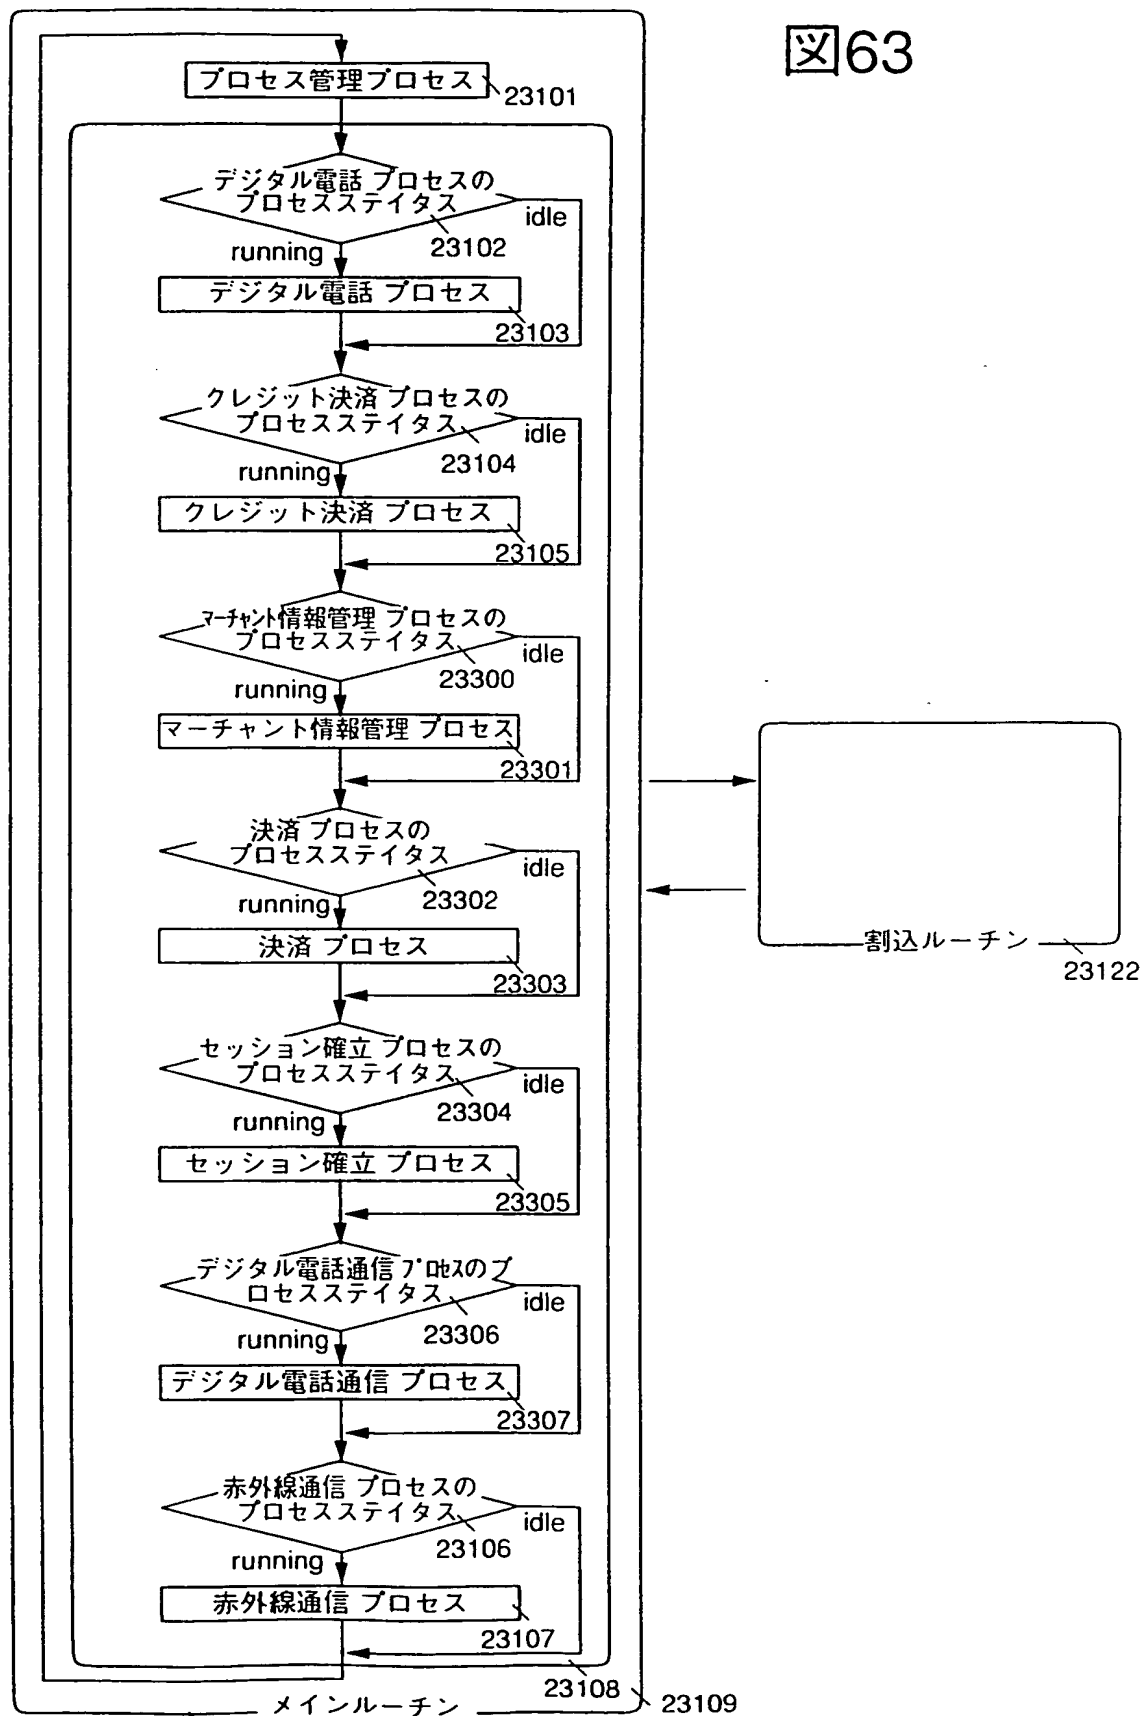 図63
プロセス管理プロセス
23101
デジタル電話 プロセスの
プロセスステイタス
23102
idle
running
デジタル電話 プロセス
23103
クレジット決済 プロセスの
プロセスステイタス
idle
23104
running
クレジット決済 プロセス
23105
マーチャント情報管理 プロセスの
プロセスステイタス
idle
23300
running
マーチャント情報管理 プロセス
23301
決済 プロセスの
プロセスステイタス
idle
23302
running
決済 プロセス
23303
セッション確立 プロセスの
プロセスステイタス
idle
23304
running
セッション確立 プロセス
23305
デジタル電話通信 プロセスのプ
ロセスステイタス
idle
23306
running
デジタル電話通信 プロセス
23307
赤外線通信 プロセスの
プロセスステイタス
idle
23106
running
赤外線通信 プロセス
23107
23108
メインルーチン
23109
割込ルーチン
23122